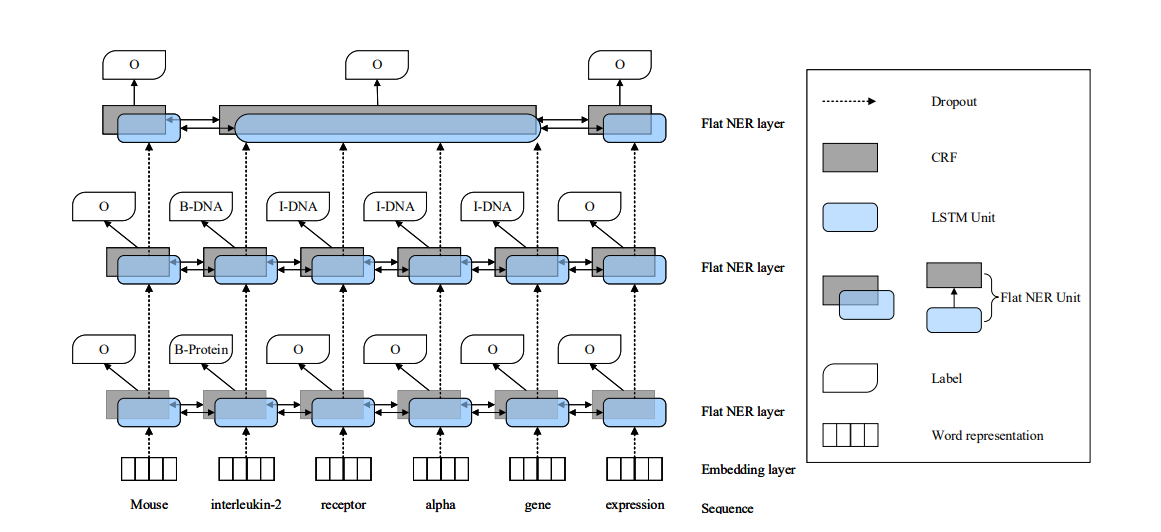 O O O
Flat NER layer
O B-DNA I-DNA I-DNA I-DNA O
Flat NER layer
O B-Protein O O O O
Flat NER layer
Embedding layer
Mouse interleukin-2 receptor alpha gene expression
Sequence
Dropout
CRF
LSTM Unit
Flat NER Unit
Label
Word representation